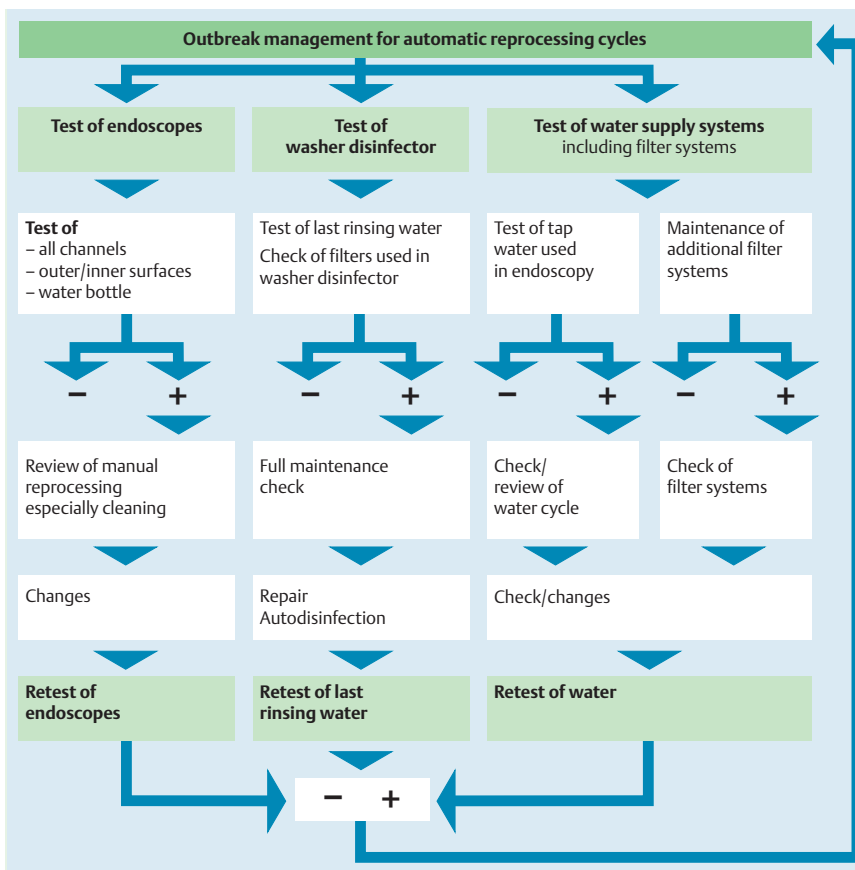 Outbreak management for automatic reprocessing cycles
Test of endoscopes
Test of
washer disinfector
Test of water supply systems
including filter systems
Test of
– all channels
– outer/inner surfaces
– water bottle
Test of last rinsing water
Check of filters used in
washer disinfector
Test of tap
water used
in endoscopy
Maintenance of
additional filter
systems
– +
– +
– +
– +
Review of manual
reprocessing
especially cleaning
Full maintenance
check
Check/
review of
water cycle
Check of
filter systems
Changes
Repair
Autodisinfection
Check/changes
Retest of
endoscopes
Retest of last
rinsing water
Retest of water
– +